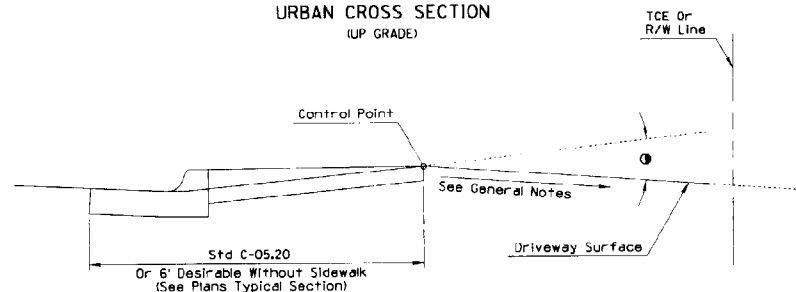 URBAN CROSS SECTION
(UP GRADE)
TCE Or
R/W Line
Control Point
See General Notes
Driveway Surface
Std C-05.20
Or 6' Desirable Without Sidewalk
(See Plans Typical Section)